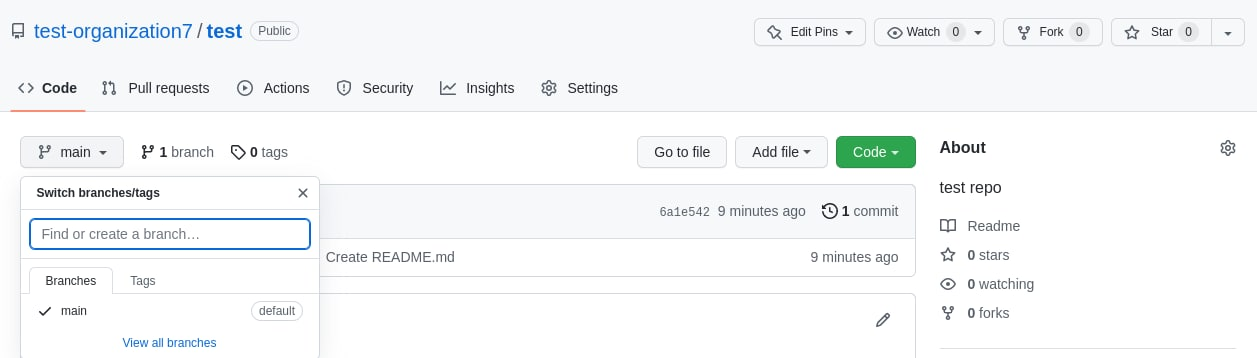 test-organization7 / test Public
Edit Pins Watch 0 Fork 0 Star 0
Code Pull requests Actions Security Insights Settings
main 1 branch 0 tags Go to file Add file Code
Switch branches/tags
Find or create a branch…
Branches Tags
main default
View all branches
6a1e542 9 minutes ago 1 commit
Create README.md 9 minutes ago
About
test repo
Readme
0 stars
0 watching
0 forks